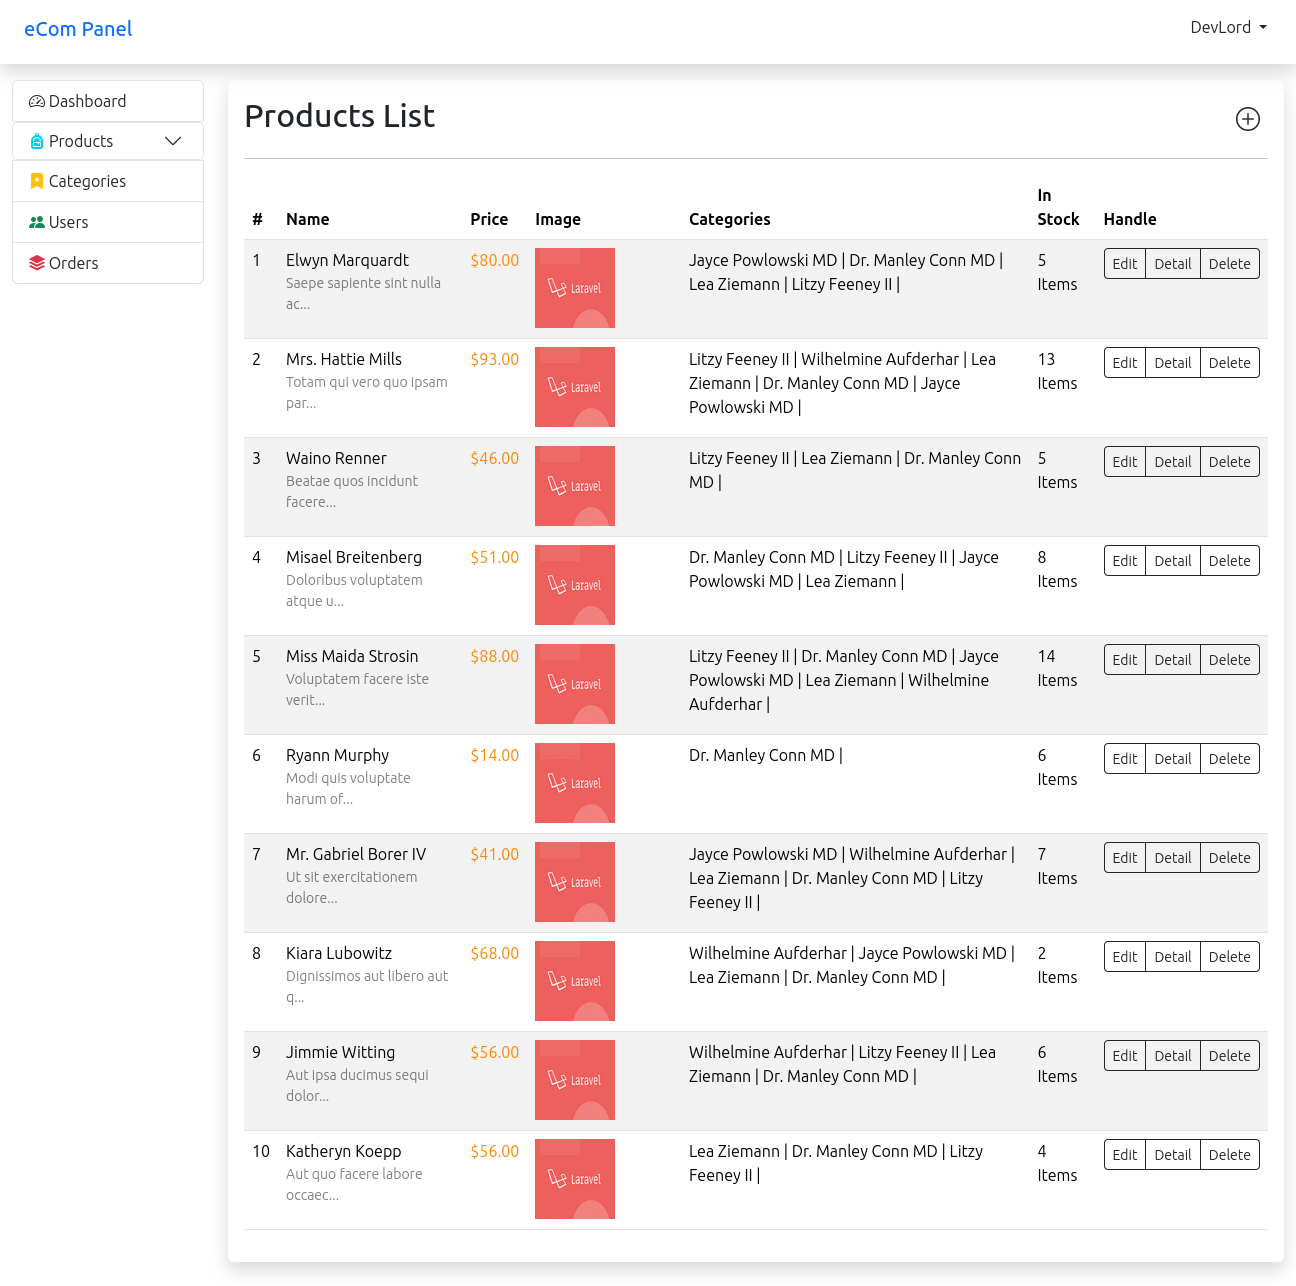 eCom Panel
DevLord
Dashboard
Products
Categories
Users
Orders
Products List
# Name Price Image Categories In Stock Handle
1 Elwyn Marquardt $80.00 Laravel Jayce Powlowski MD | Dr. Manley Conn MD | 5 Edit Detail Delete
Saepe sapiente sint nulla Lea Ziemann | Litzy Feeney II | Items
ac...
2 Mrs. Hattie Mills $93.00 Laravel Litzy Feeney II | Wilhelmine Aufderhar | Lea 13 Edit Detail Delete
Totam qui vero quo ipsam Ziemann | Dr. Manley Conn MD | Jayce Items
par... Powlowski MD |
3 Waino Renner $46.00 Laravel Litzy Feeney II | Lea Ziemann | Dr. Manley Conn 5 Edit Detail Delete
Beatae quos incidunt MD | Items
facere...
4 Misael Breitenberg $51.00 Laravel Dr. Manley Conn MD | Litzy Feeney II | Jayce 8 Edit Detail Delete
Doloribus voluptatem Powlowski MD | Lea Ziemann | Items
atque u...
5 Miss Maida Strosin $88.00 Laravel Litzy Feeney II | Dr. Manley Conn MD | Jayce 14 Edit Detail Delete
Voluptatem facere iste Powlowski MD | Lea Ziemann | Wilhelmine Items
verit... Aufderhar |
6 Ryann Murphy $14.00 Laravel Dr. Manley Conn MD | 6 Edit Detail Delete
Modi quis voluptate Items
harum of...
7 Mr. Gabriel Borer IV $41.00 Laravel Jayce Powlowski MD | Wilhelmine Aufderhar | 7 Edit Detail Delete
Ut sit exercitationem Lea Ziemann | Dr. Manley Conn MD | Litzy Items
dolore... Feeney II |
8 Kiara Lubowitz $68.00 Laravel Wilhelmine Aufderhar | Jayce Powlowski MD | 2 Edit Detail Delete
Dignissimos aut libero aut Lea Ziemann | Dr. Manley Conn MD | Items
q...
9 Jimmie Witting $56.00 Laravel Wilhelmine Aufderhar | Litzy Feeney II | Lea 6 Edit Detail Delete
Aut ipsa ducimus sequi Ziemann | Dr. Manley Conn MD | Items
dolor...
10 Katheryn Koepp $56.00 Laravel Lea Ziemann | Dr. Manley Conn MD | Litzy 4 Edit Detail Delete
Aut quo facere labore Feeney II | Items
occaec...